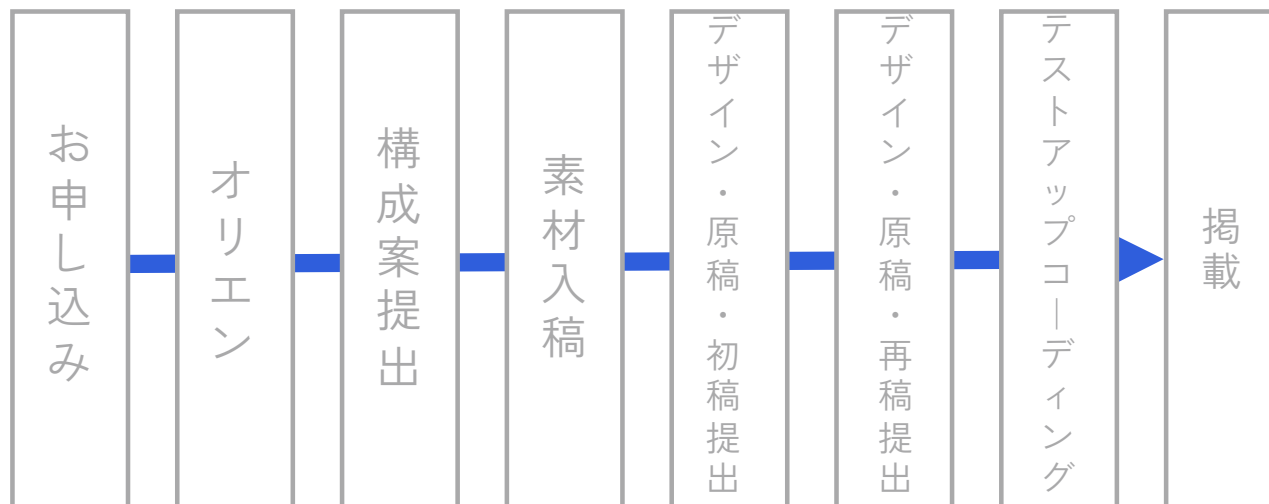 お申し込み
オリエン
構成案提出
素材入稿
デザイン・原稿・初稿提出
デザイン・原稿・再稿提出
テストアップコーディング
掲載